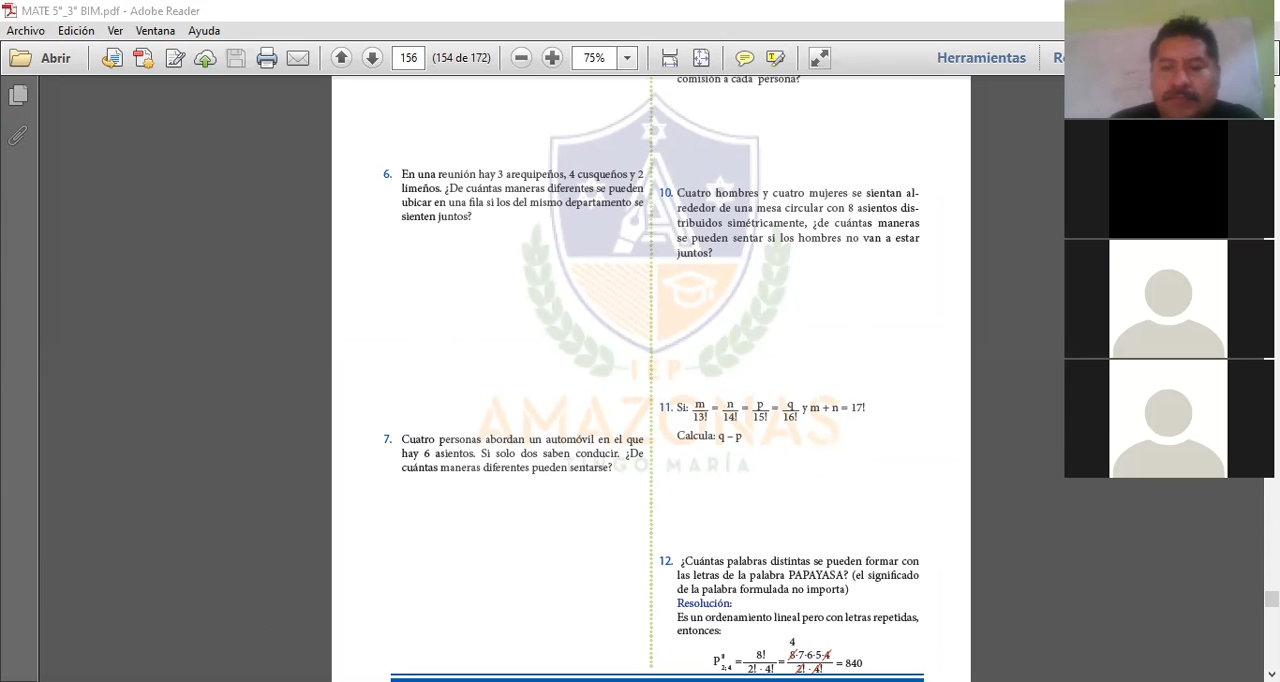 MATE 5°_3° BIM.pdf - Adobe Reader
Archivo Edición Ver Ventana Ayuda
Abrir 156 (154 de 172) 75% Herramientas
comisión a cada persona?
6. En una reunión hay 3 arequipeños, 4 cusqueños y 2
limeños. ¿De cuántas maneras diferentes se pueden
ubicar en una fila si los del mismo departamento se
sienten juntos?
7. Cuatro personas abordan un automóvil en el que
hay 6 asientos. Si solo dos saben conducir. ¿De
cuántas maneras diferentes pueden sentarse?
10. Cuatro hombres y cuatro mujeres se sientan al-
rededor de una mesa circular con 8 asientos dis-
tribuidos simétricamente, ¿de cuántas maneras
se pueden sentar si los hombres no van a estar
juntos?
11. Si: m/13! = n/14! = p/15! = q/16! y m + n = 17!
Calcula: q – p
12. ¿Cuántas palabras distintas se pueden formar con
las letras de la palabra PAPAYASA? (el significado
de la palabra formulada no importa)
Resolución:
Es un ordenamiento lineal pero con letras repetidas,
entonces:
4
P⁸₂;₄ = 8!/2! · 4! = 8·7·6·5·4/2! · 4! = 840
IEP
AMAZONAS
TINGO MARÍA